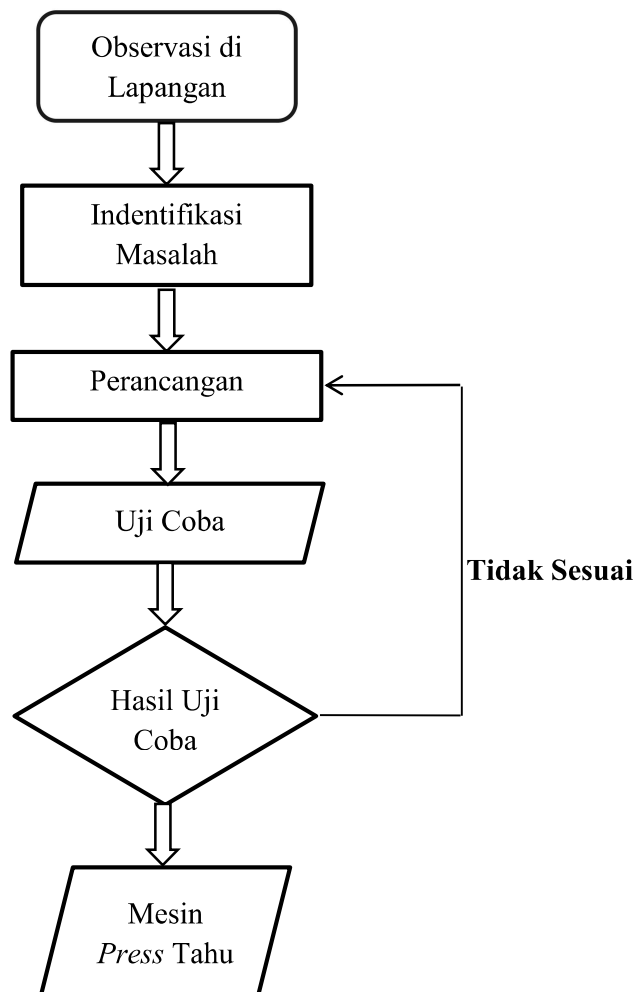 Observasi di
Lapangan
Indentifikasi
Masalah
Perancangan
Uji Coba
Tidak Sesuai
Hasil Uji
Coba
Mesin
Press Tahu